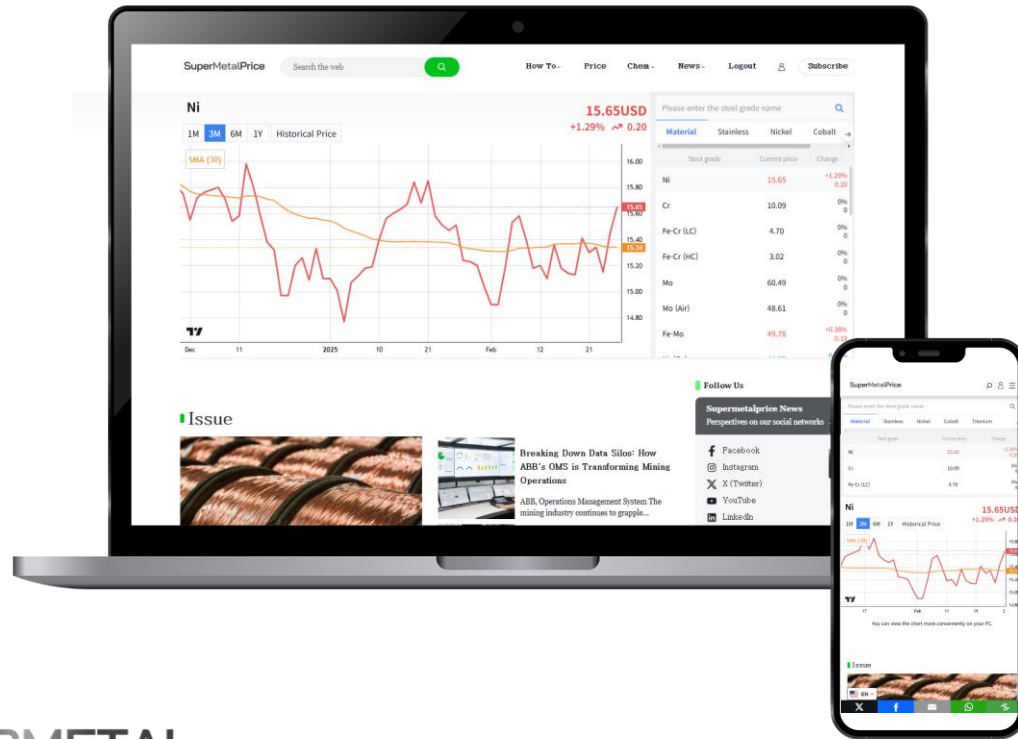 SuperMetalPrice
Search the web
How To
Price
Chem
News
Logout
Subscribe
Ni
15.65USD
+1.29% 0.20
1M 3M 6M 1Y Historical Price
SMA (30)
16.00
15.80
15.65
15.60
15.40
15.34
15.20
15.00
14.80
Dec 11 2025 10 21 Feb 12 21
Please enter the steel grade name
Material Stainless Nickel Cobalt
Steel grade Current price Change
Ni 15.65 +1.29%
0.20
Cr 10.09 0%
0
Fe-Cr (LC) 4.70 0%
0
Fe-Cr (HC) 3.02 0%
0
Mo 60.49 0%
0
Mo (Air) 48.61 0%
0
Fe-Mo 49.78 +0.38%
0.19
Issue
Breaking Down Data Silos: How
ABB's OMS is Transforming Mining
Operations
ABB, Operations Management System The
mining industry continues to grapple...
Follow Us
Supermetalprice News
Perspectives on our social networks
Facebook
Instagram
X (Twitter)
YouTube
LinkedIn
SuperMetalPrice
Please enter the steel grade name
Material Stainless Nickel Cobalt Titanium
Steel grade Current price Change
Ni 15.65
Cr 10.09
Fe-Cr (LC) 4.70
Ni
15.65USD
+1.29%
1M 3M 6M 1Y Historical Price
SMA (30)
17 Feb 11 19
You can view the chart more conveniently on your PC.
Issue
EN